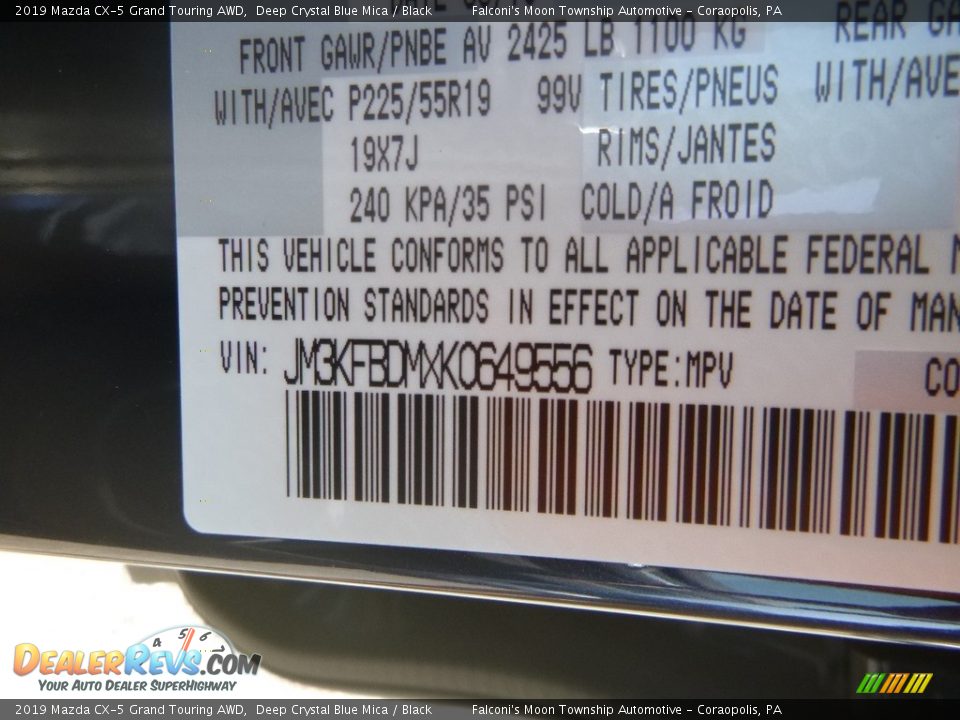 2019 Mazda CX-5 Grand Touring AWD, Deep Crystal Blue Mica / Black Falconi's Moon Township Automotive - Coraopolis, PA
FRONT GAWR/PNBE AV 2425 LB 1100 KG REAR
WITH/AVEC P225/55R19 99V TIRES/PNEUS WITH/AVE
19X7J RIMS/JANTES
240 KPA/35 PSI COLD/A FROID
THIS VEHICLE CONFORMS TO ALL APPLICABLE FEDERAL M
PREVENTION STANDARDS IN EFFECT ON THE DATE OF MAN
VIN: JM3KFBDMXK0649556 TYPE:MPV CO
4 5 6
DEALERREVS.COM
YOUR AUTO DEALER SUPERHIGHWAY
2019 Mazda CX-5 Grand Touring AWD, Deep Crystal Blue Mica / Black Falconi's Moon Township Automotive - Coraopolis, PA